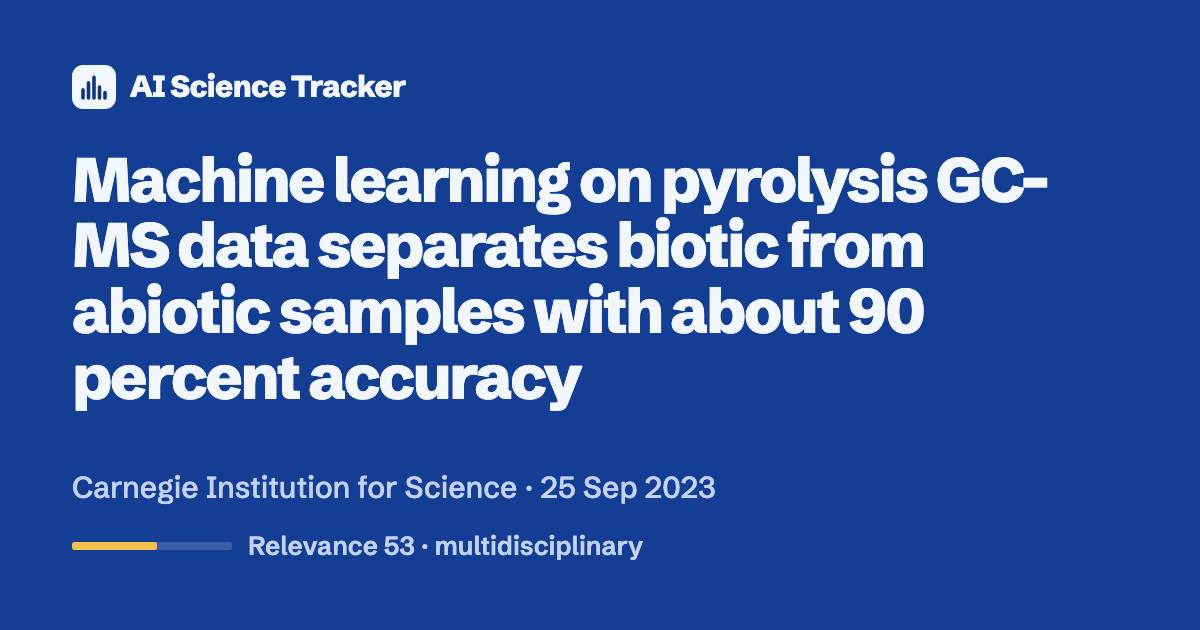 AI Science Tracker
Machine learning on pyrolysis GC-
MS data separates biotic from
abiotic samples with about 90
percent accuracy
Carnegie Institution for Science · 25 Sep 2023
Relevance 53 · multidisciplinary